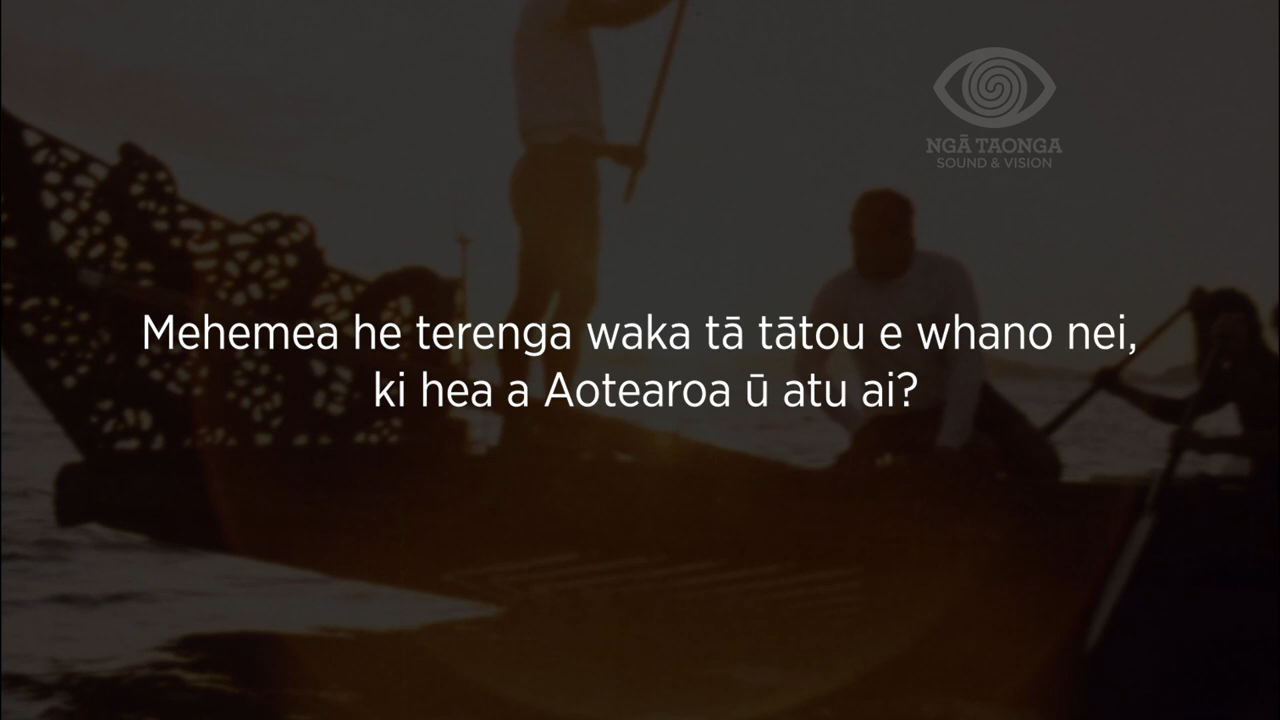 NGĀ TAONGA
SOUND & VISION
Mehemea he terenga waka tā tātou e whano nei,
ki hea a Aotearoa ū atu ai?